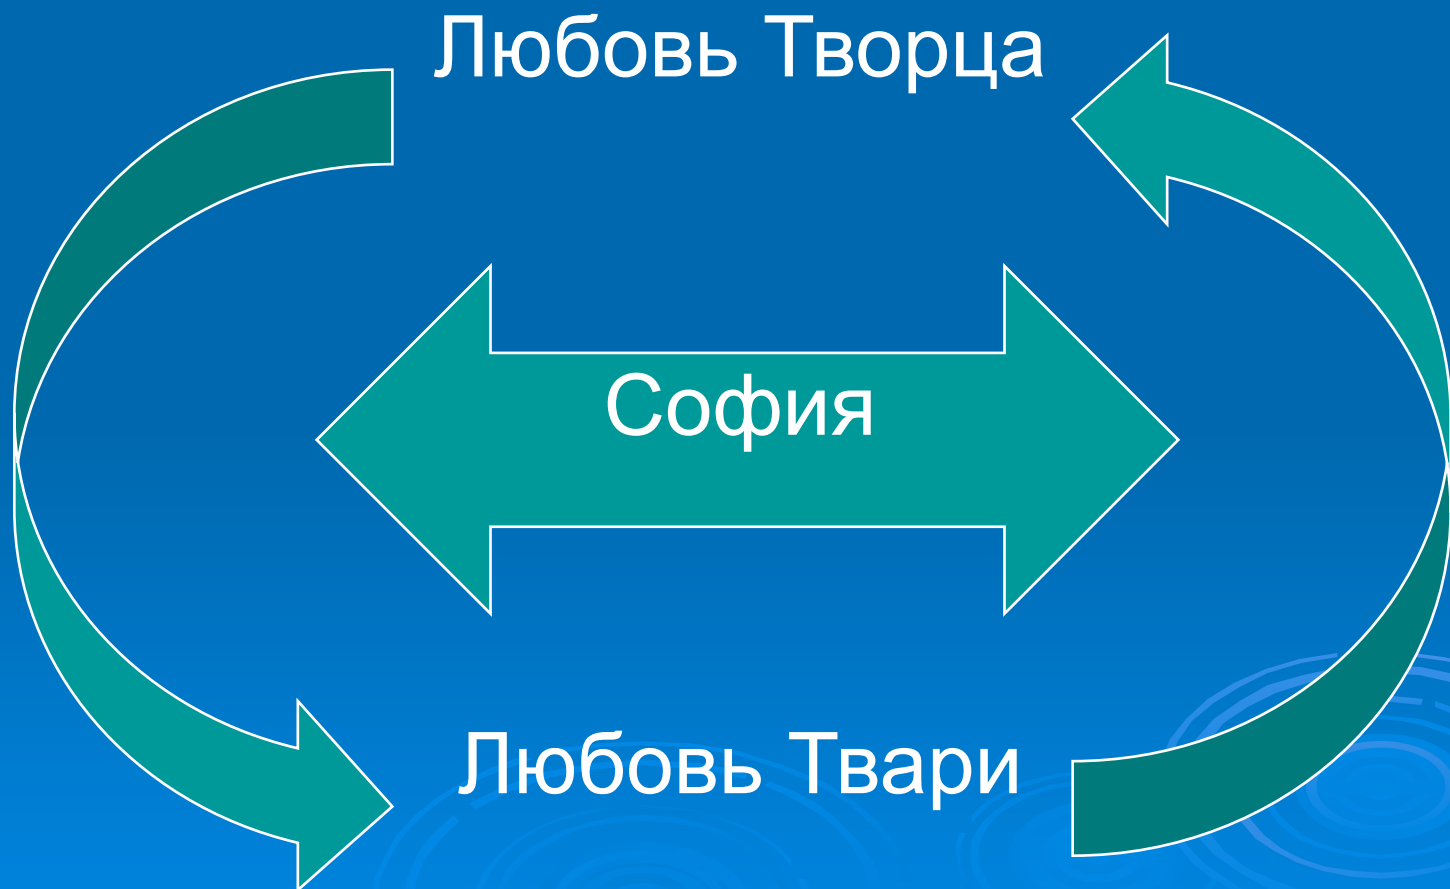 Любовь Творца
София
Любовь Твари